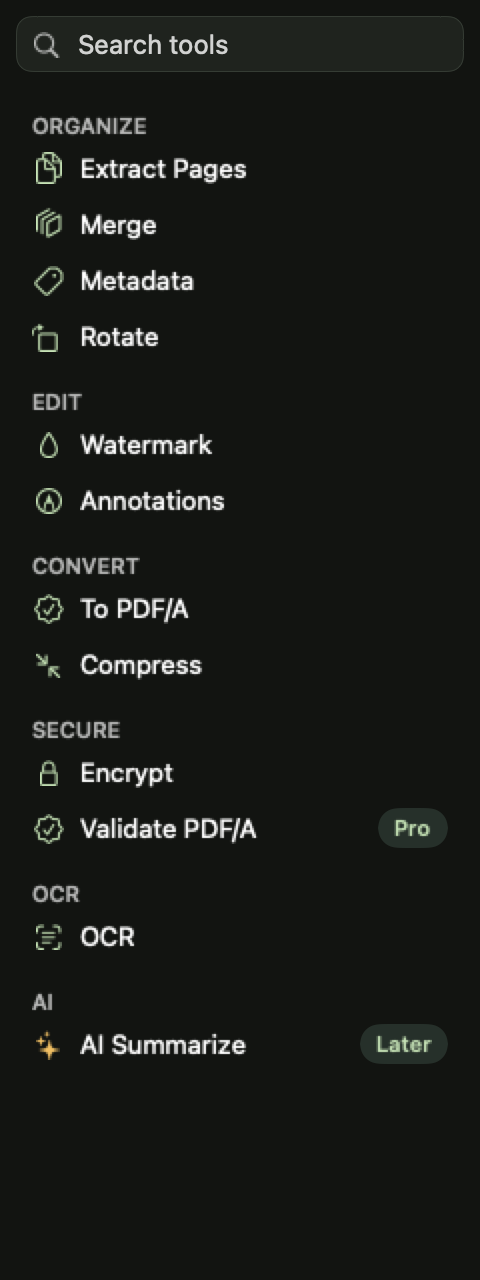 Search tools
ORGANIZE
Extract Pages
Merge
Metadata
Rotate
EDIT
Watermark
Annotations
CONVERT
To PDF/A
Compress
SECURE
Encrypt
Validate PDF/A Pro
OCR
OCR
AI
AI Summarize Later